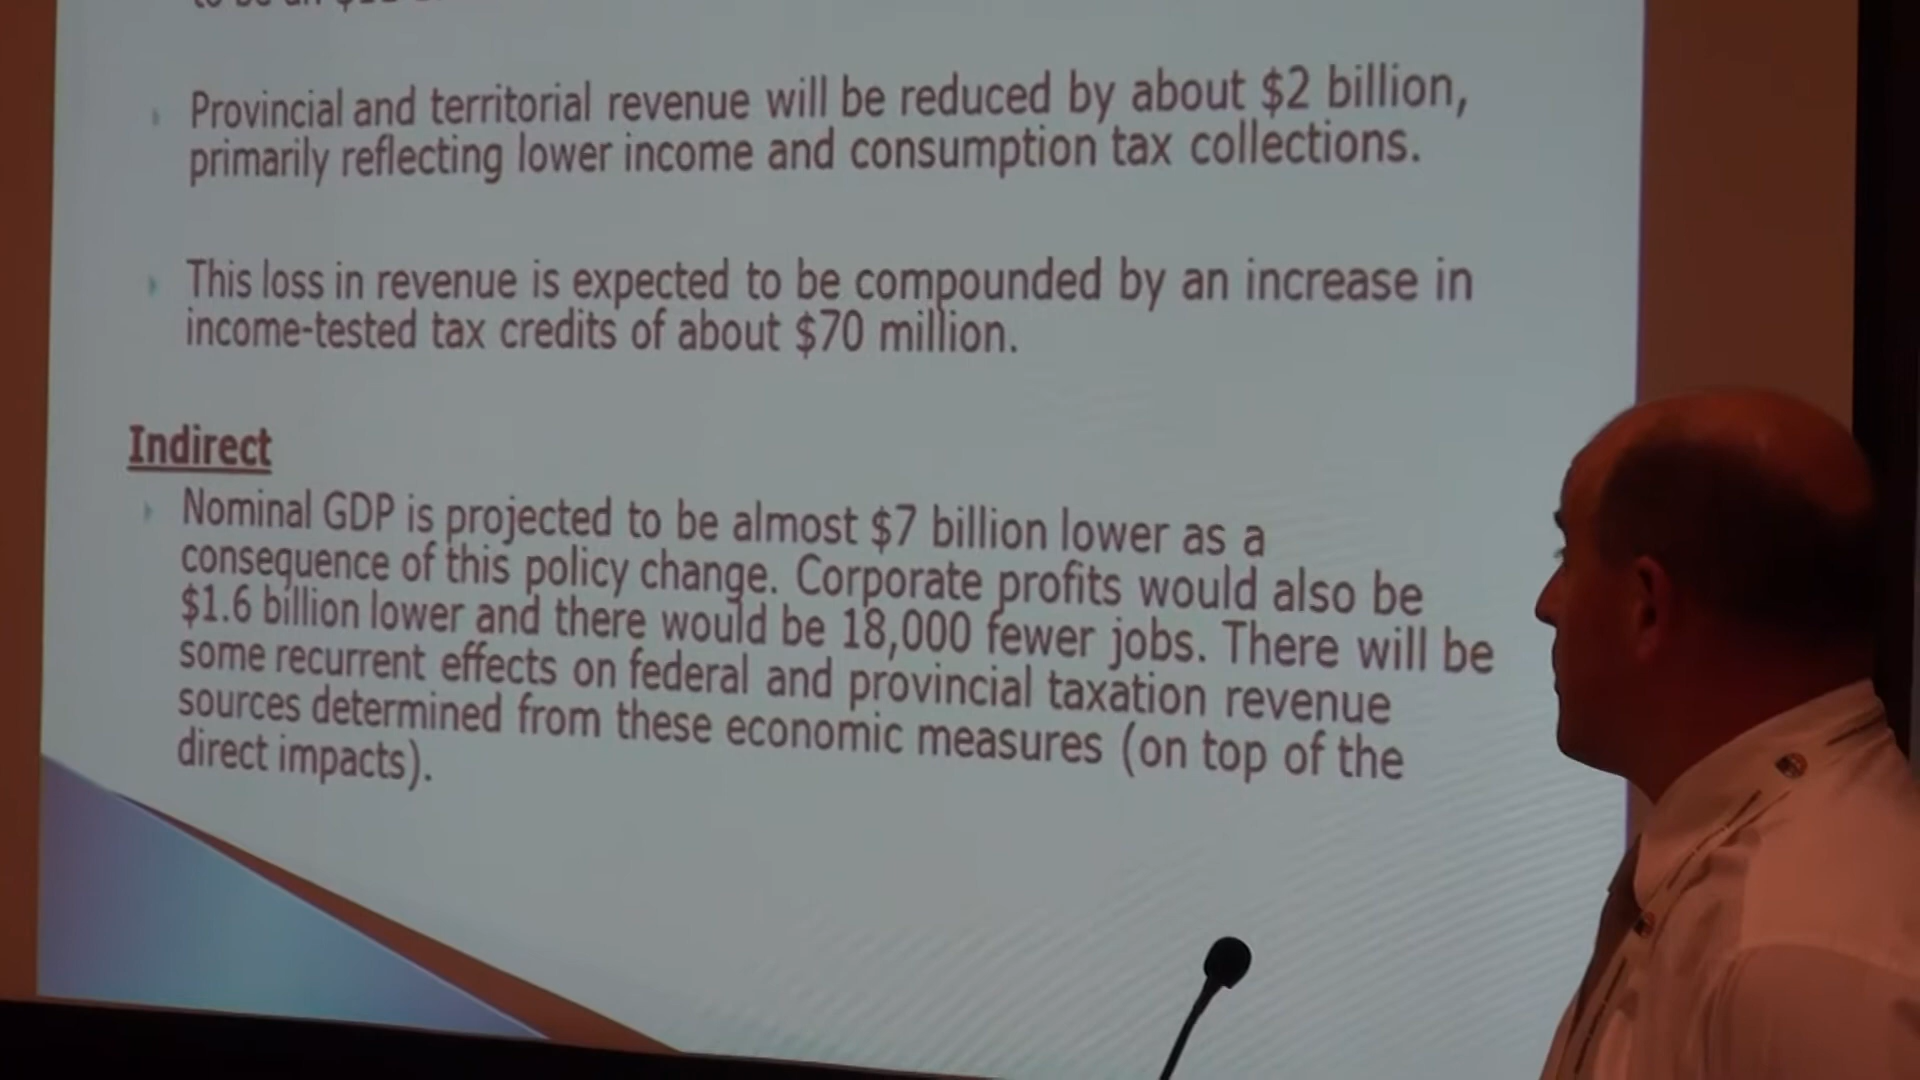 Provincial and territorial revenue will be reduced by about $2 billion,
primarily reflecting lower income and consumption tax collections.
This loss in revenue is expected to be compounded by an increase in
income-tested tax credits of about $70 million.
Indirect
Nominal GDP is projected to be almost $7 billion lower as a
consequence of this policy change. Corporate profits would also be
$1.6 billion lower and there would be 18,000 fewer jobs. There will be
some recurrent effects on federal and provincial taxation revenue
sources determined from these economic measures (on top of the
direct impacts).